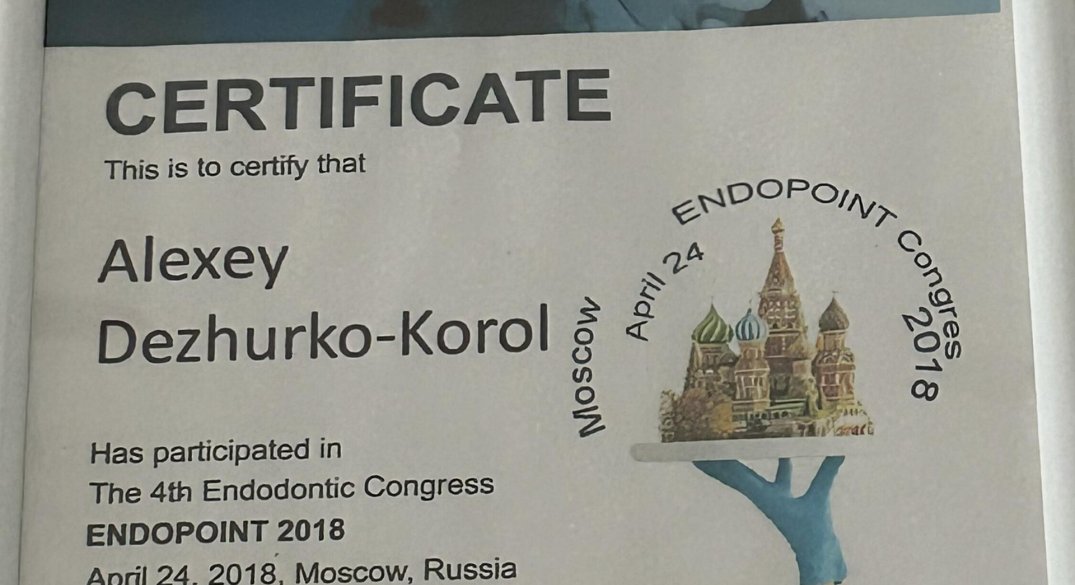 CERTIFICATE
This is to certify that
Alexey
Dezhurko-Korol
Moscow
April 24
ENDOPOINT Congres
2018
Has participated in
The 4th Endodontic Congress
ENDOPOINT 2018
April 24, 2018, Moscow, Russia